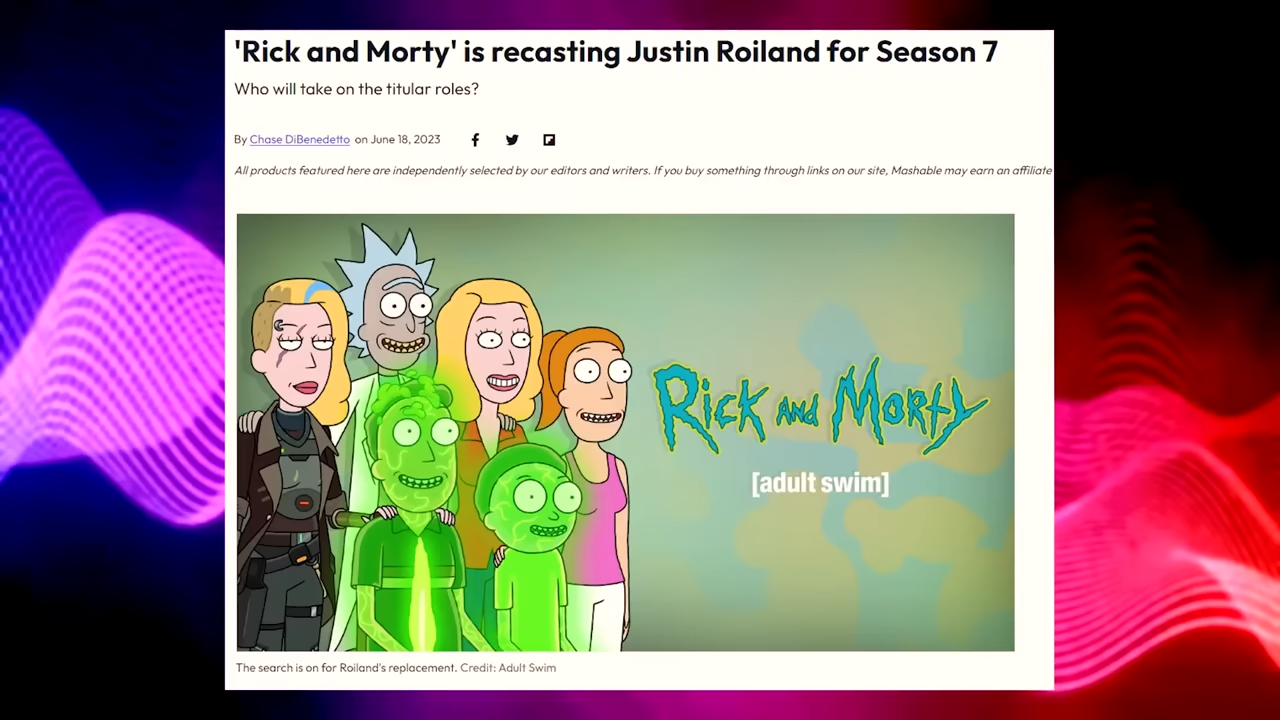 'Rick and Morty' is recasting Justin Roiland for Season 7
Who will take on the titular roles?
By Chase DiBenedetto on June 18, 2023
All products featured here are independently selected by our editors and writers. If you buy something through links on our site, Mashable may earn an affiliate
RICK AND MORTY
[adult swim]
The search is on for Roiland's replacement. Credit: Adult Swim